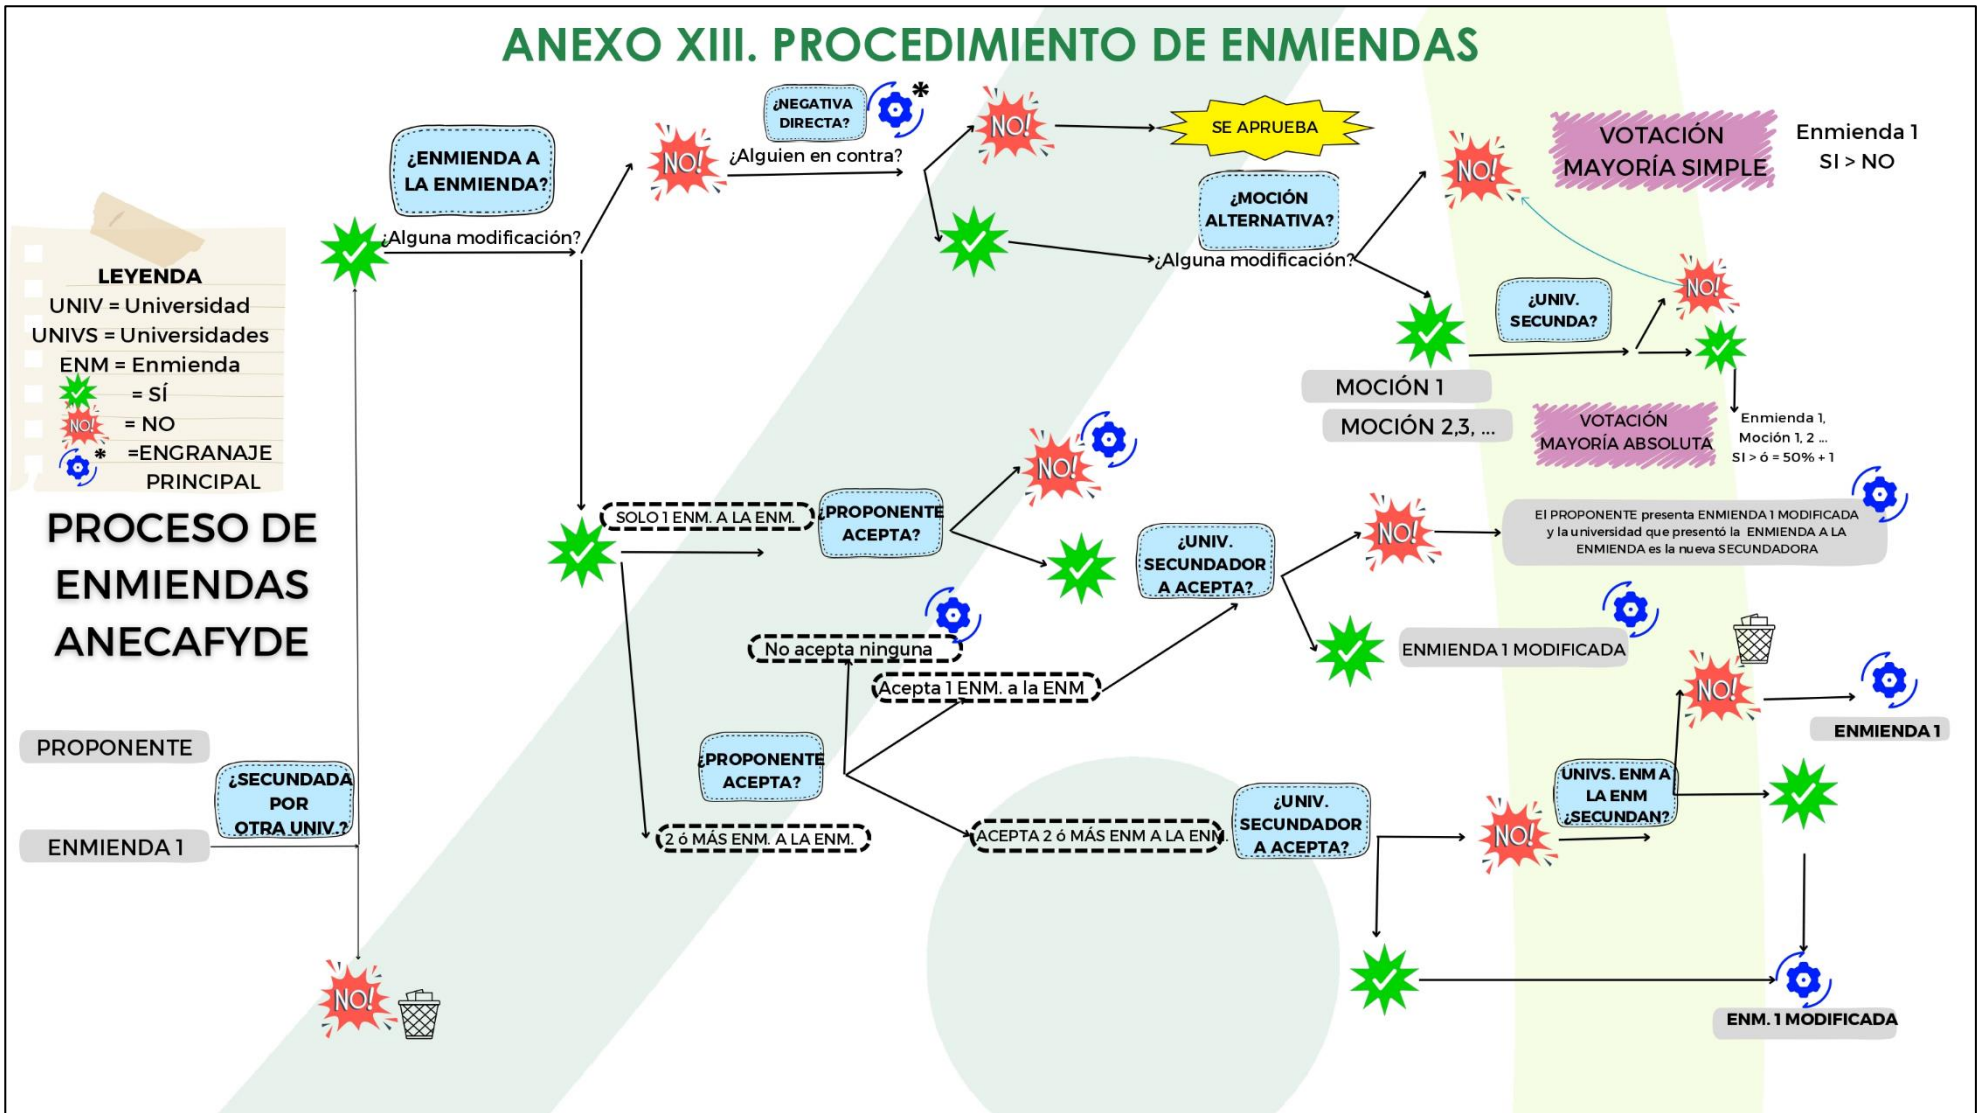 ANEXO XIII. PROCEDIMIENTO DE ENMIENDAS
LEYENDA
UNIV = Universidad
UNIVS = Universidades
ENM = Enmienda
= SÍ
NO! = NO
* =ENGRANAJE
PRINCIPAL
PROCESO DE
ENMIENDAS
ANECAFYDE
PROPONENTE
ENMIENDA 1
¿SECUNDADA
POR
OTRA UNIV.?
NO!
¿ENMIENDA A
LA ENMIENDA?
¿Alguna modificación?
NO!
¿NEGATIVA
DIRECTA?
*
¿Alguien en contra?
NO!
SE APRUEBA
¿MOCIÓN
ALTERNATIVA?
¿Alguna modificación?
NO!
VOTACIÓN
MAYORÍA SIMPLE
Enmienda 1
SI > NO
¿UNIV.
SECUNDA?
NO!
MOCIÓN 1
MOCIÓN 2,3, ...
VOTACIÓN
MAYORÍA ABSOLUTA
Enmienda 1,
Moción 1, 2 ...
SI > ó = 50% + 1
SOLO 1 ENM. A LA ENM.
¿PROPONENTE
ACEPTA?
NO!
¿UNIV.
SECUNDADOR
A ACEPTA?
NO!
El PROPONENTE presenta ENMIENDA 1 MODIFICADA
y la universidad que presentó la ENMIENDA A LA
ENMIENDA es la nueva SECUNDADORA
ENMIENDA 1 MODIFICADA
No acepta ninguna
Acepta 1 ENM. a la ENM
¿PROPONENTE
ACEPTA?
2 ó MÁS ENM. A LA ENM.
ACEPTA 2 ó MÁS ENM A LA ENM.
¿UNIV.
SECUNDADOR
A ACEPTA?
NO!
UNIVS. ENM A
LA ENM
¿SECUNDAN?
NO!
ENMIENDA 1
ENM. 1 MODIFICADA